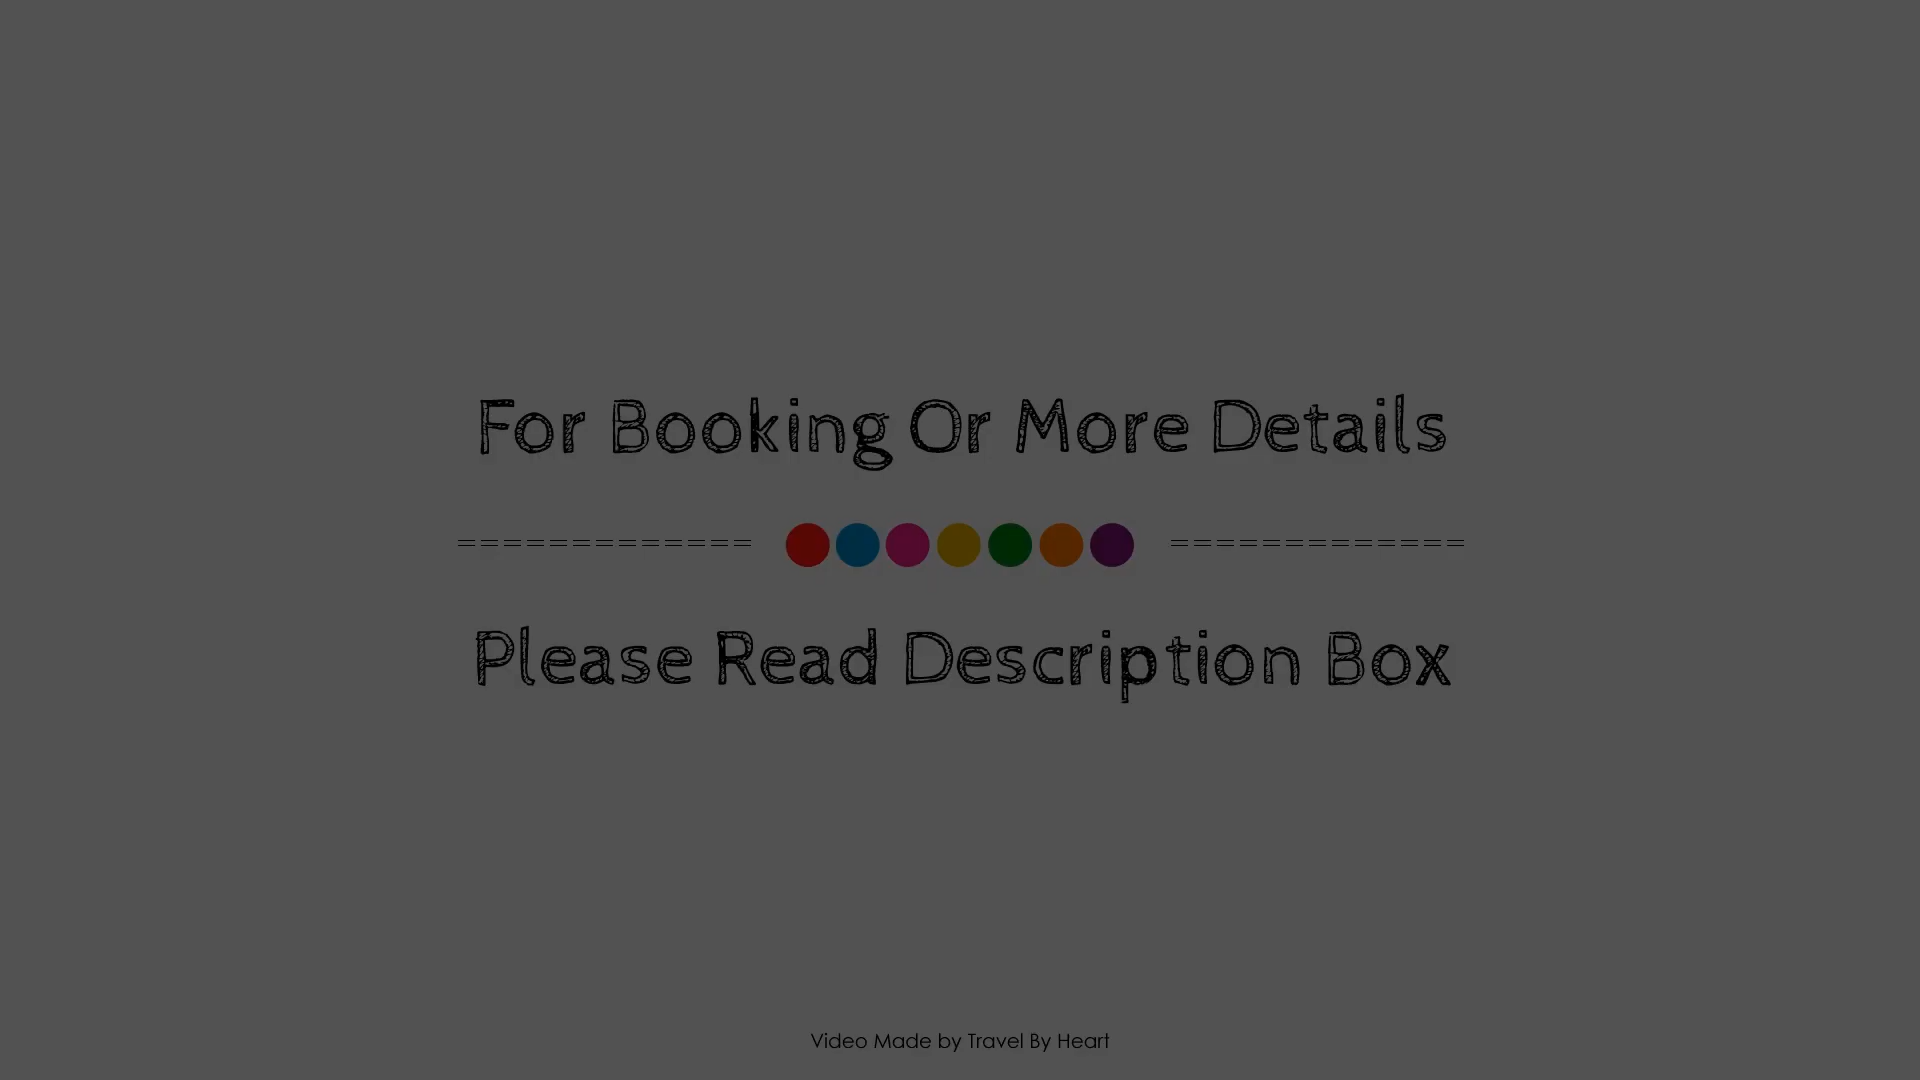 For Booking Or More Details
============= =============
Please Read Description Box
Video Made by Travel By Heart